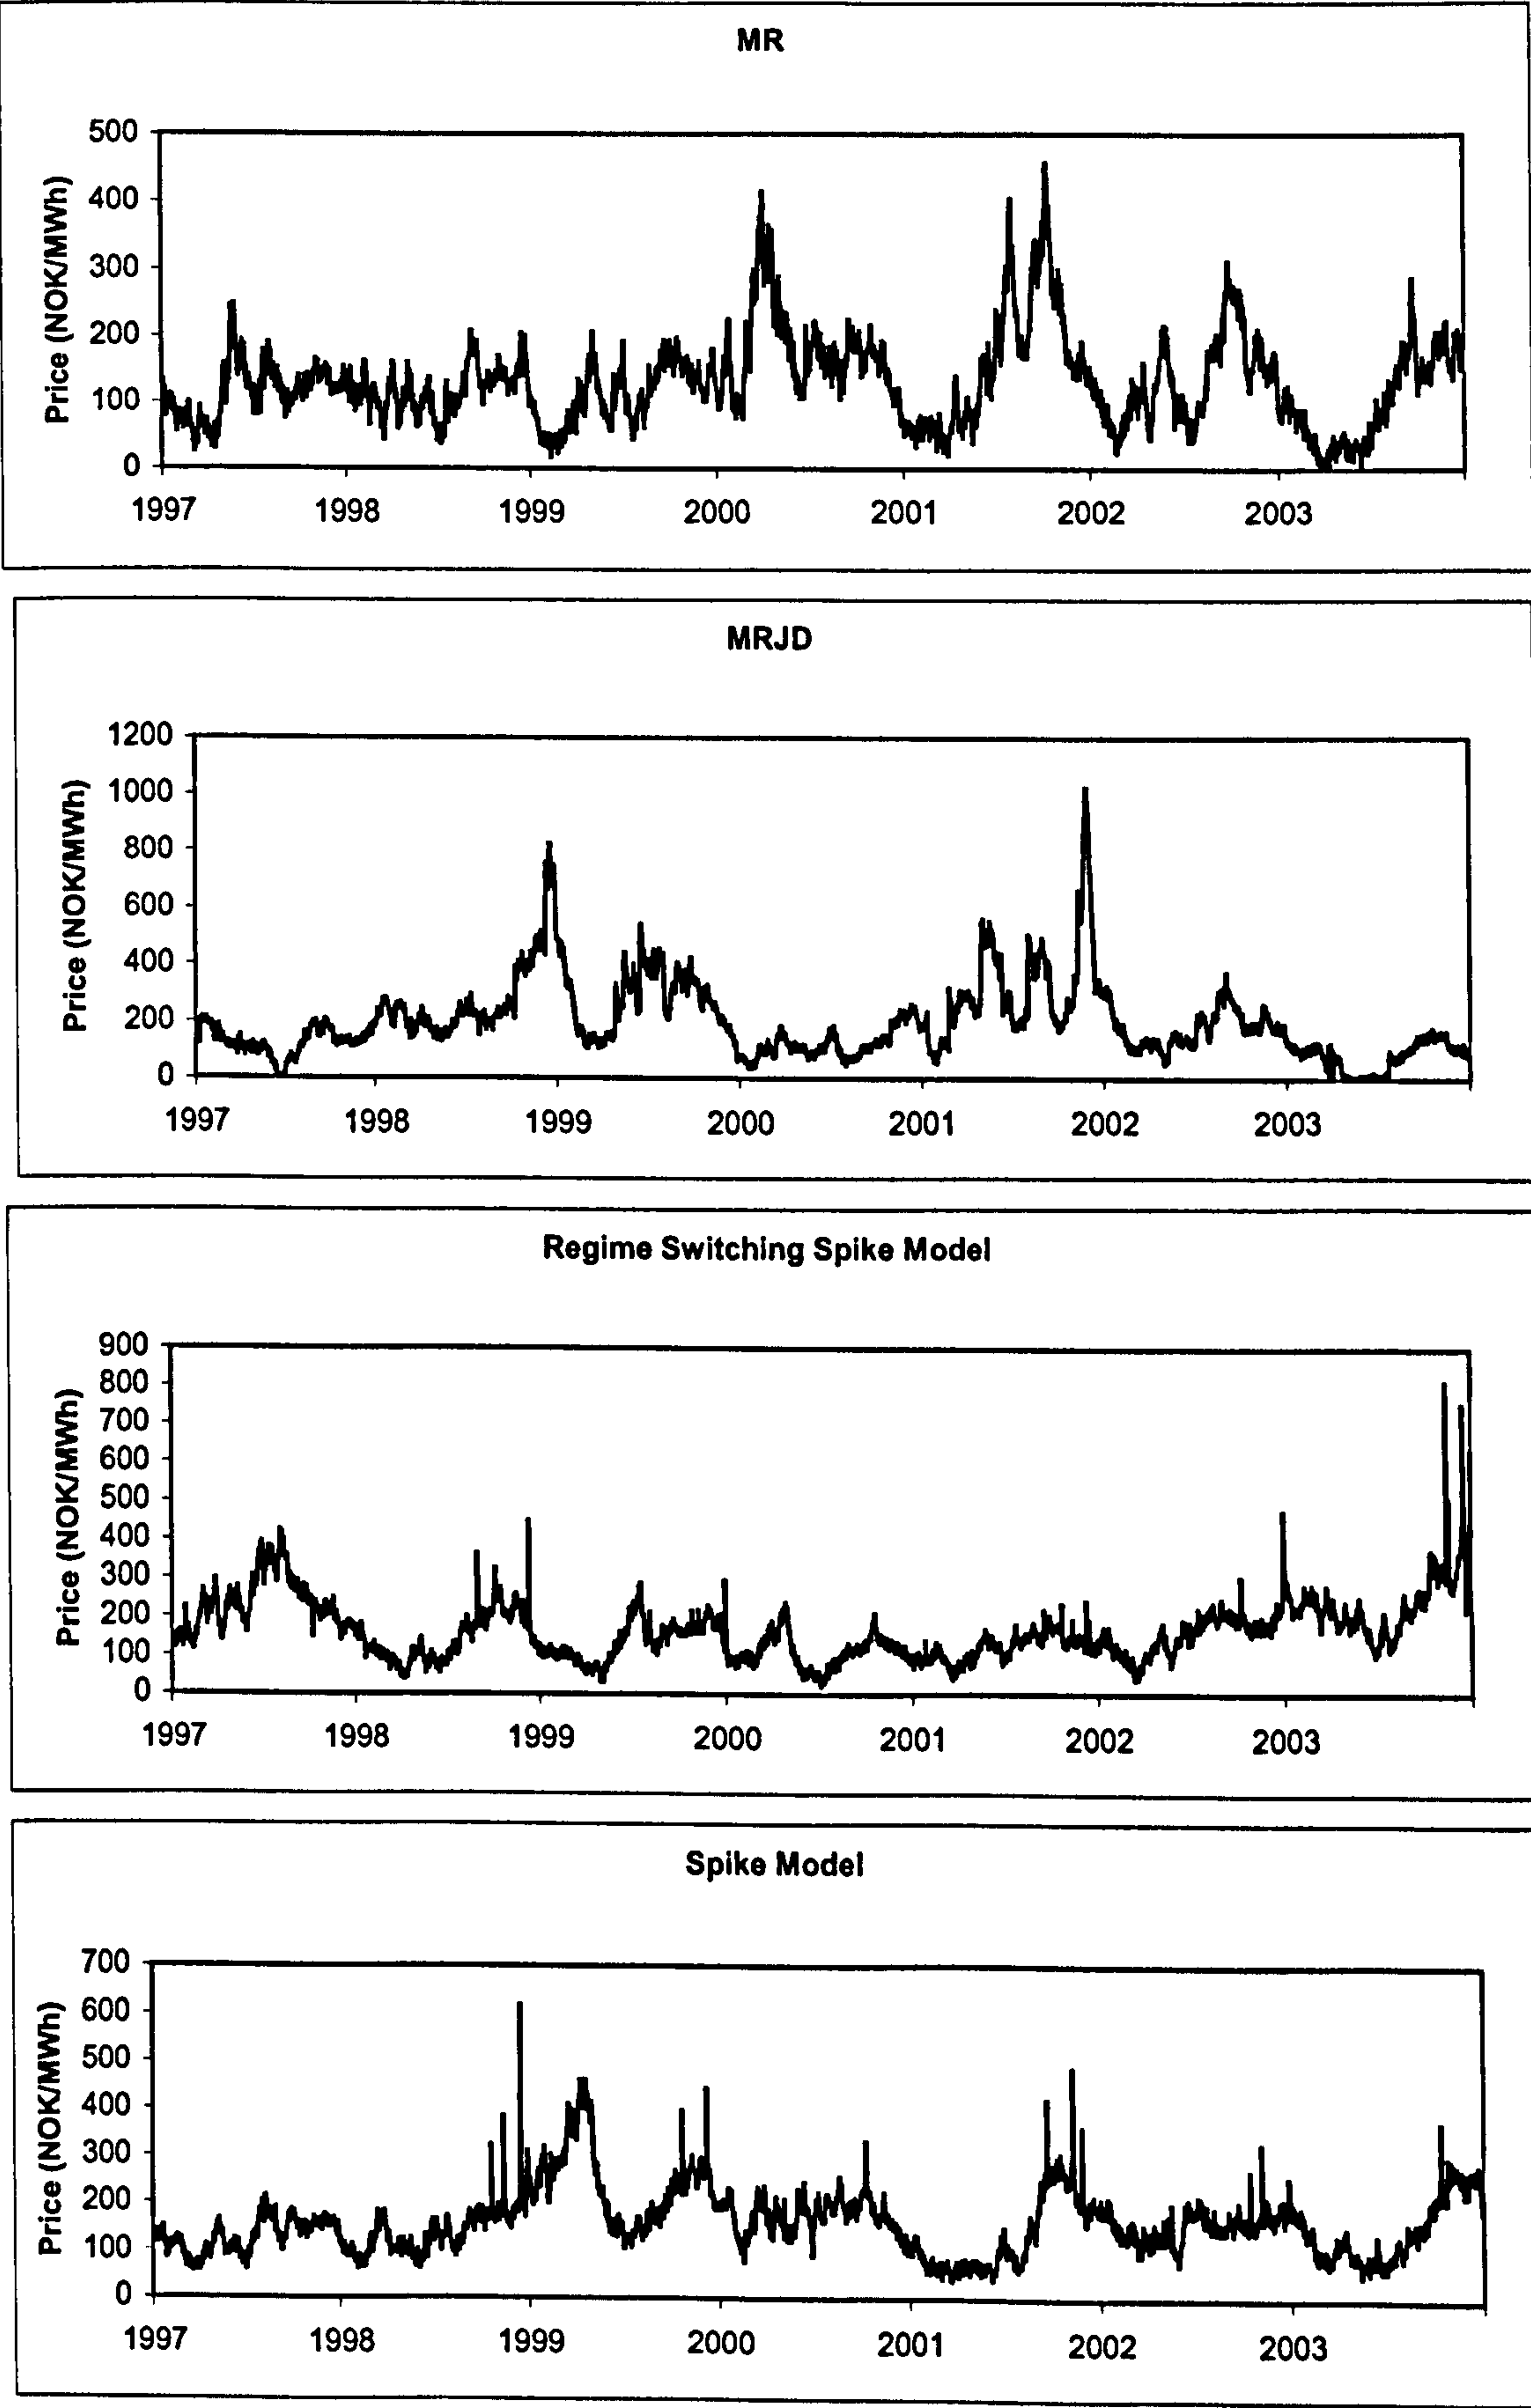 MR
500
400
300
200
100
0
Price (NOK/MWh)
1997 1998 1999 2000 2001 2002 2003
MRJD
1200
1000
800
600
400
200
0
Price (NOK/MWh)
1997 1998 1999 2000 2001 2002 2003
Regime Switching Spike Model
900
800
700
600
500
400
300
200
100
0
Price (NOK/MWh)
1997 1998 1999 2000 2001 2002 2003
Spike Model
700
600
500
400
300
200
100
0
Price (NOK/MWh)
1997 1998 1999 2000 2001 2002 2003